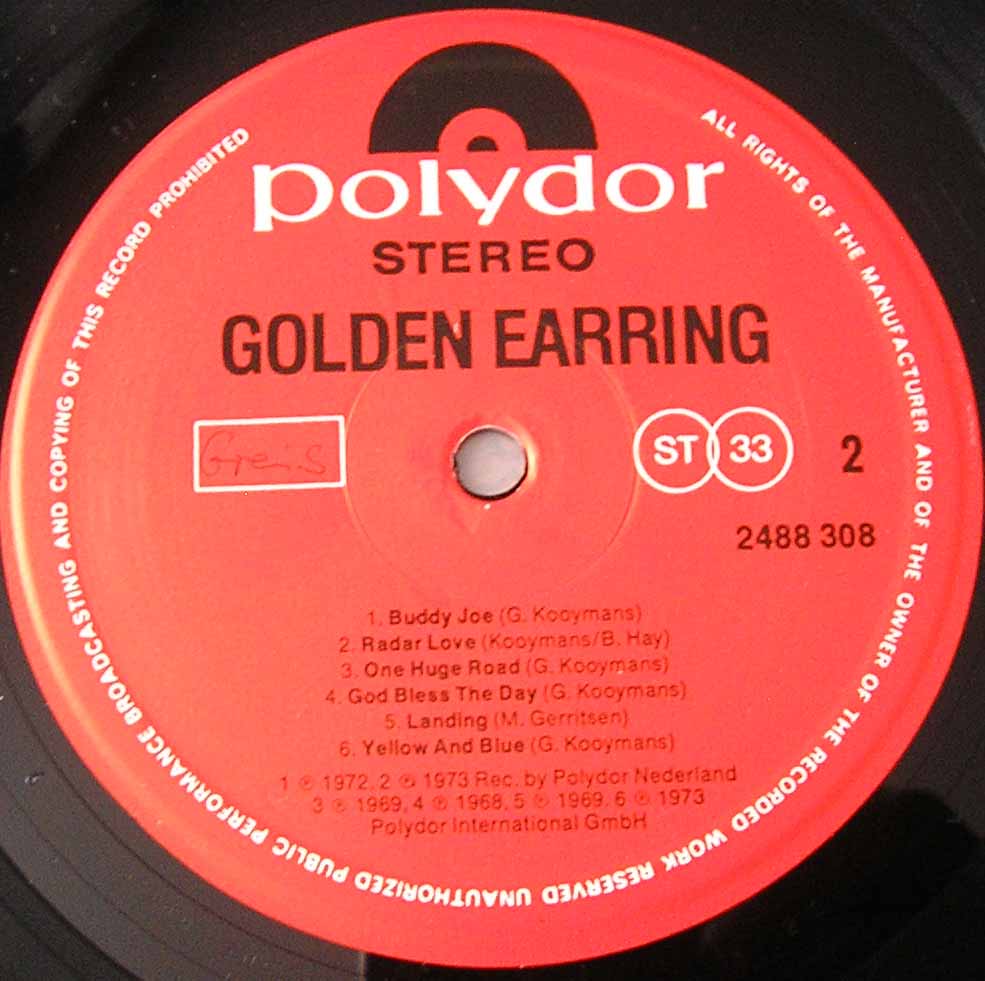 polydor
STEREO
GOLDEN EARRING
ST 33
2
2488 308
1. Buddy Joe (G. Kooymans)
2. Radar Love (Kooymans/B. Hay)
3. One Huge Road (G. Kooymans)
4. God Bless The Day (G. Kooymans)
5. Landing (M. Gerritsen)
6. Yellow And Blue (G. Kooymans)
1 ℗ 1972, 2 ℗ 1973 Rec. by Polydor Nederland
3 ℗ 1969, 4 ℗ 1968, 5 ℗ 1969, 6 ℗ 1973
Polydor International GmbH
ALL RIGHTS OF THE MANUFACTURER AND OF THE OWNER OF THE RECORDED WORK RESERVED UNAUTHORIZED PUBLIC PERFORMANCE BROADCASTING AND COPYING OF THIS RECORD PROHIBITED